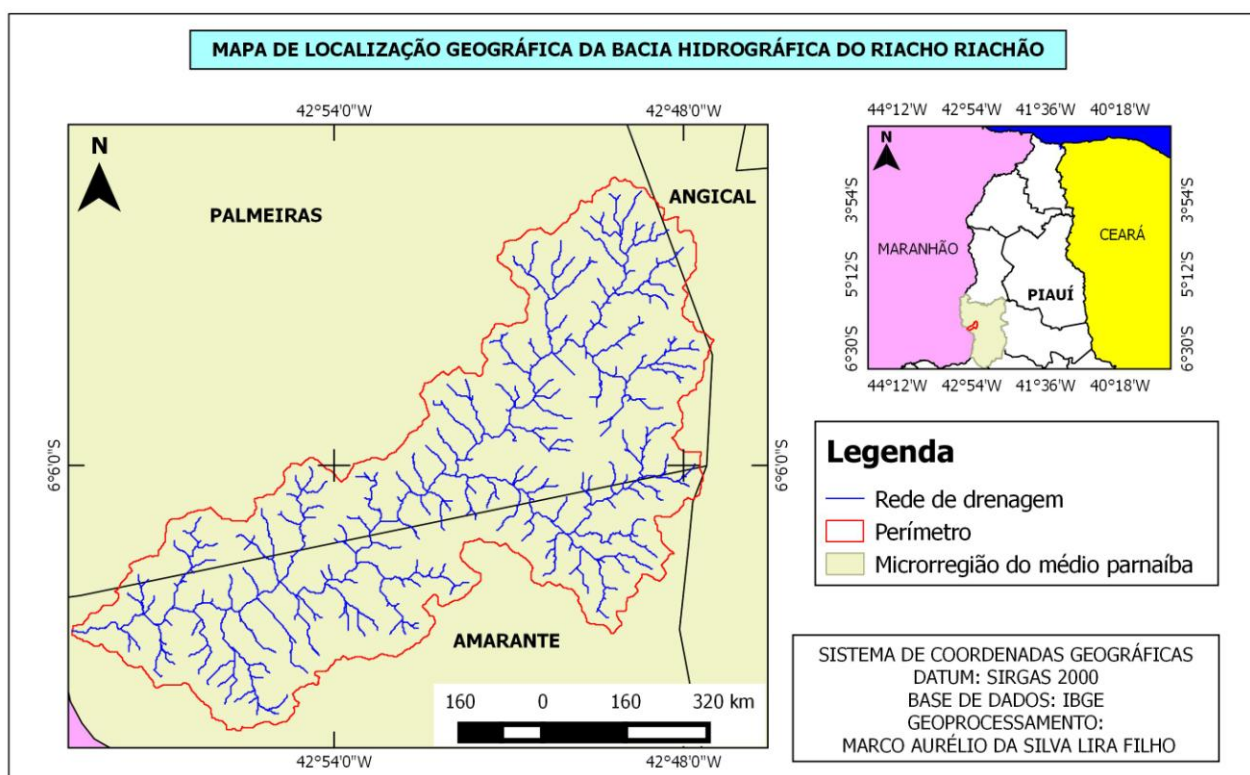 MAPA DE LOCALIZAÇÃO GEOGRÁFICA DA BACIA HIDROGRÁFICA DO RIACHO RIACHÃO
42°54'0"W 42°48'0"W
N
PALMEIRAS
ANGICAL
6°6'0"S 6°6'0"S
AMARANTE
160 0 160 320 km
42°54'0"W 42°48'0"W
44°12'W 42°54'W 41°36'W 40°18'W
N
3°54'S 3°54'S
MARANHÃO
CEARÁ
5°12'S 5°12'S
PIAUÍ
6°30'S 6°30'S
44°12'W 42°54'W 41°36'W 40°18'W
Legenda
Rede de drenagem
Perímetro
Microrregião do médio parnaíba
SISTEMA DE COORDENADAS GEOGRÁFICAS
DATUM: SIRGAS 2000
BASE DE DADOS: IBGE
GEOPROCESSAMENTO:
MARCO AURÉLIO DA SILVA LIRA FILHO